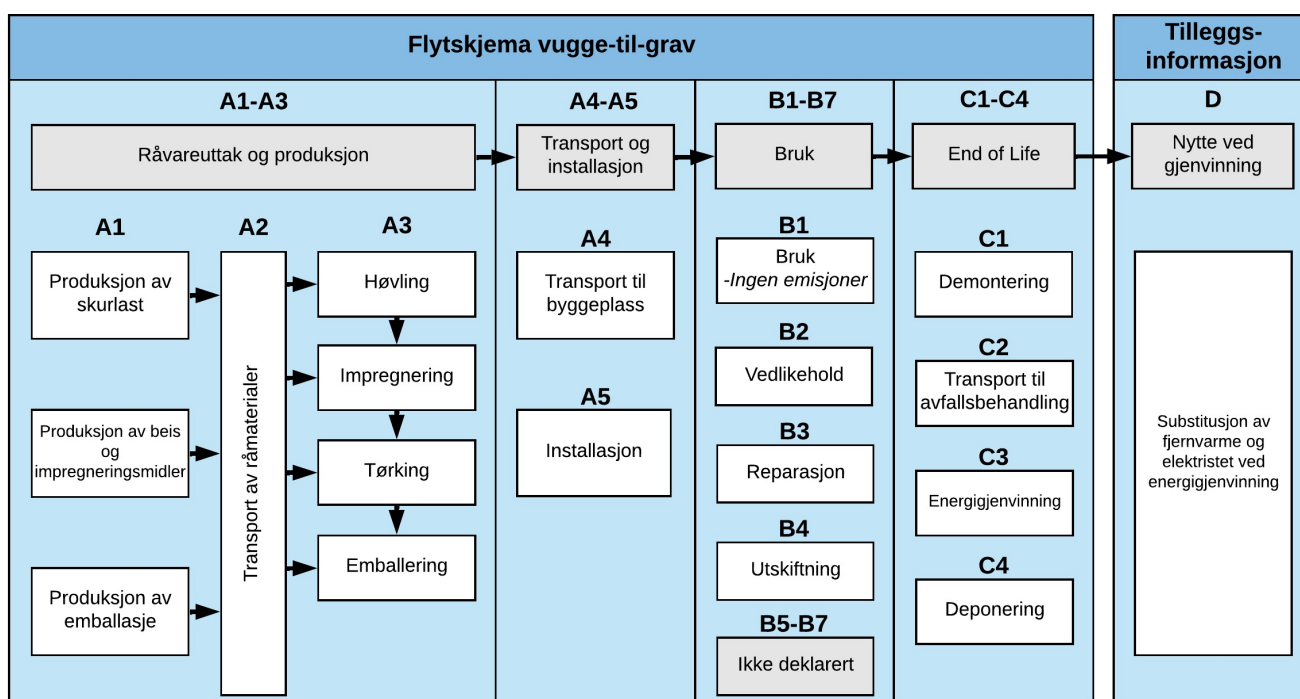 Flytskjema vugge-til-grav
Tilleggs-
informasjon
A1-A3
A4-A5
B1-B7
C1-C4
D
Råvareuttak og produksjon
Transport og
installasjon
Bruk
End of Life
Nytte ved
gjenvinning
A1
Produksjon av
skurlast
Produksjon av beis
og
impregneringsmidler
Produksjon av
emballasje
A2
Transport av råmaterialer
A3
Høvling
Impregnering
Tørking
Emballering
A4
Transport til
byggeplass
A5
Installasjon
B1
Bruk
-Ingen emisjoner
B2
Vedlikehold
B3
Reparasjon
B4
Utskiftning
B5-B7
Ikke deklarert
C1
Demontering
C2
Transport til
avfallsbehandling
C3
Energigjenvinning
C4
Deponering
Substitusjon av
fjernvarme og
elektristet ved
energigjenvinning